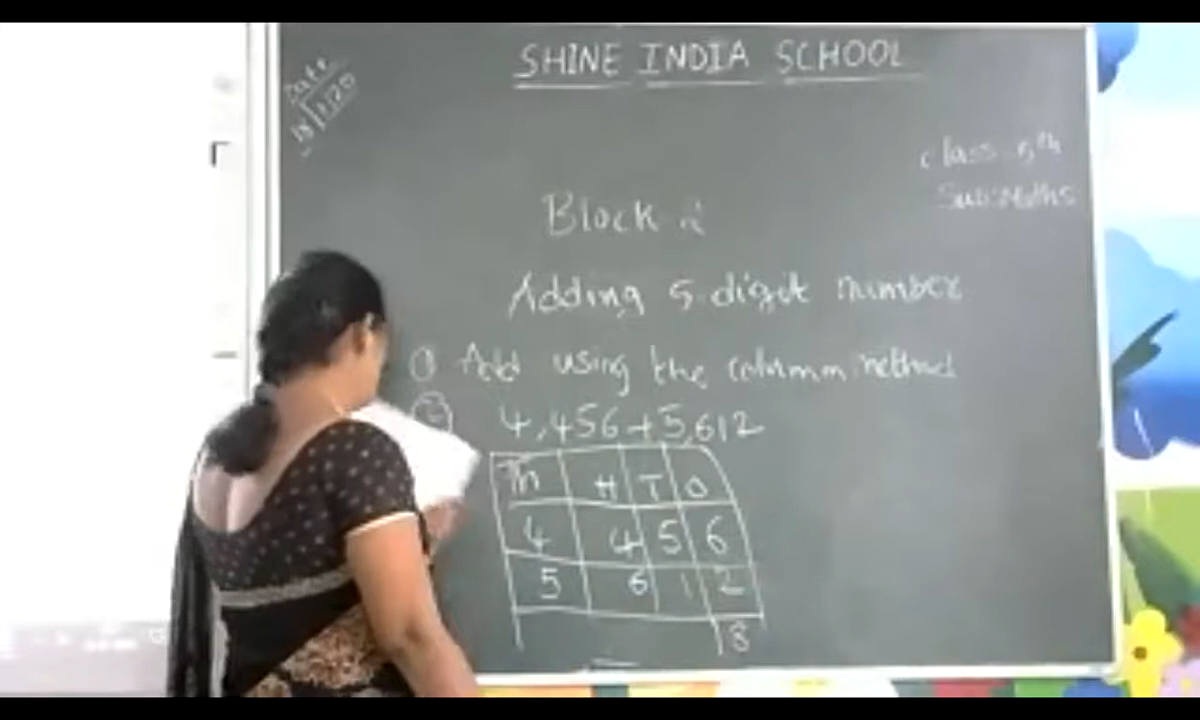 SHINE INDIA SCHOOL
Date
Class 5th
Sub: Maths
Block
Adding 5-digit number
① Add using the column method
4,456+5,612
Th H T O
4 4 5 6
5 6 1 2
8